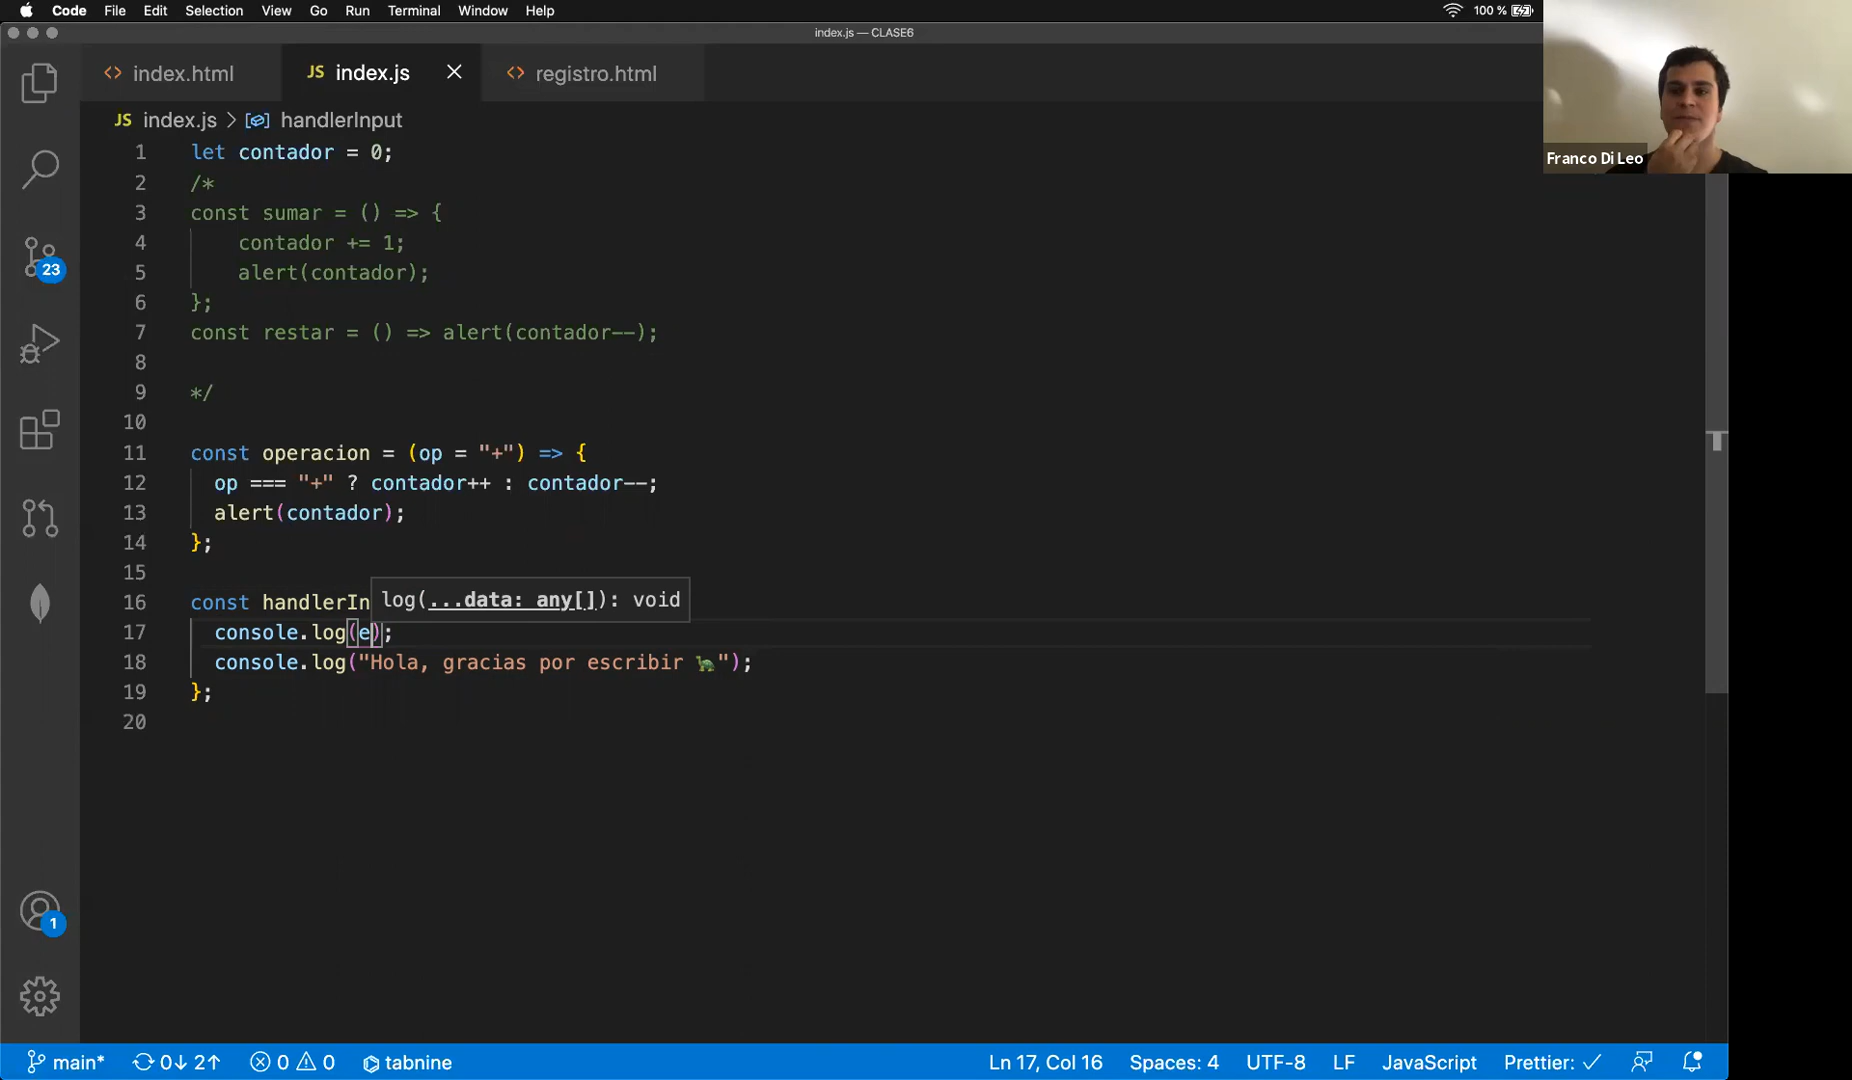 Code File Edit Selection View Go Run Terminal Window Help 100 %
index.js — CLASE6
index.html JS index.js registro.html
JS index.js > handlerInput
Franco Di Leo
1 let contador = 0;
2 /*
3 const sumar = () => {
4 contador += 1;
5 alert(contador);
6 };
7 const restar = () => alert(contador--);
8
9 */
10
11 const operacion = (op = "+") => {
12 op === "+" ? contador++ : contador--;
13 alert(contador);
14 };
15
log(...data: any[]): void
16 const handlerIn
17 console.log(e);
18 console.log("Hola, gracias por escribir 🐢");
19 };
20
23
1
main* 0↓ 2↑ 0 0 tabnine Ln 17, Col 16 Spaces: 4 UTF-8 LF JavaScript Prettier: ✓